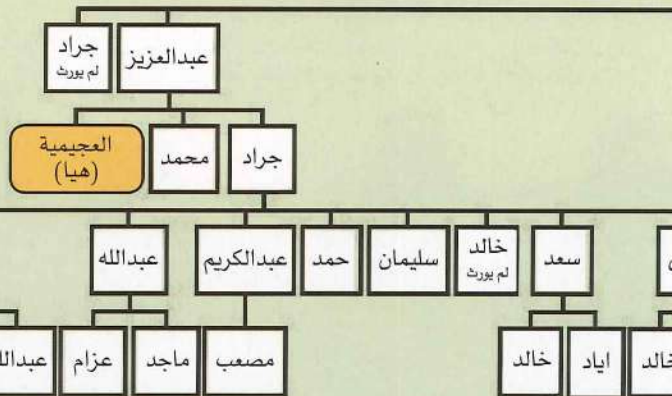 عبدالعزيز
جراد
لم يورث
جراد
محمد
العجيمية
(هيا)
سعد
خالد
لم يورث
سليمان
حمد
عبدالكريم
عبدالله
خالد
اياد
خالد
مصعب
ماجد
عزام